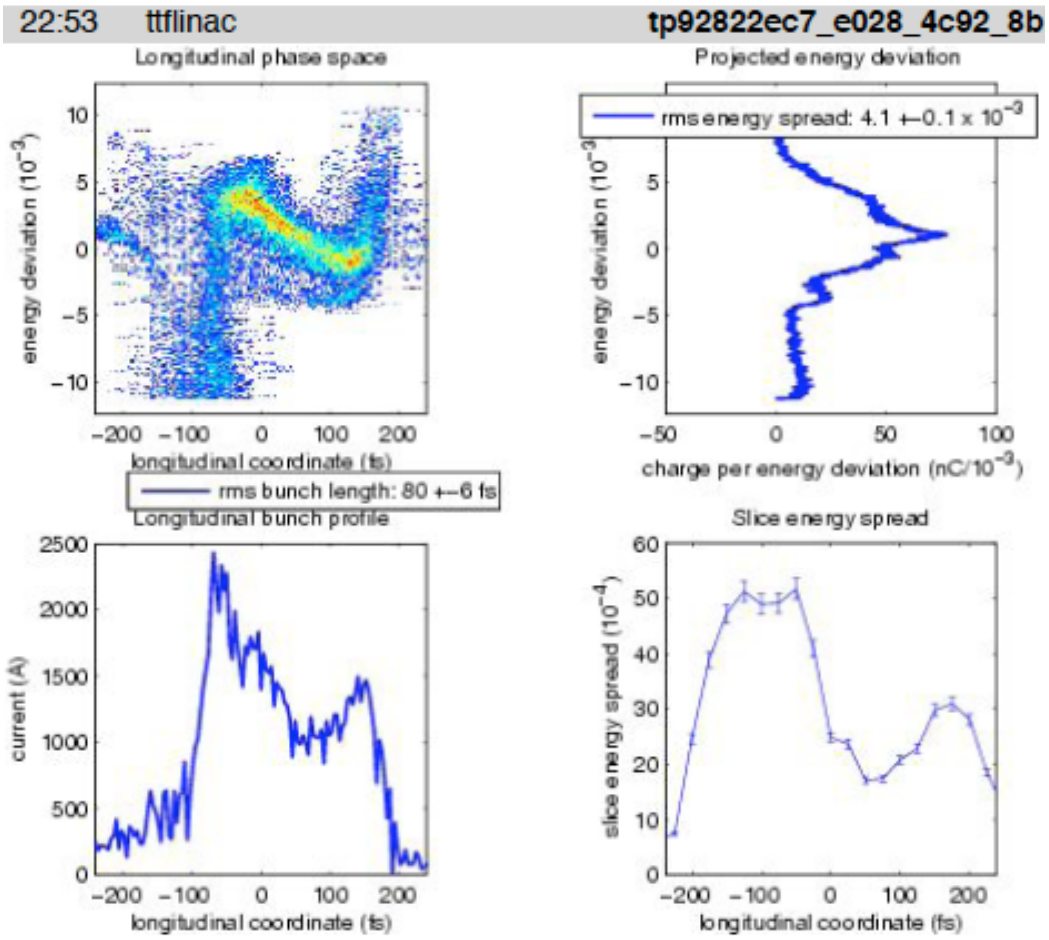 22:53 ttflinac tp92822ec7_e028_4c92_8b
Longitudinal phase space
energy deviation (10⁻³)
10
5
0
−5
−10
−200 −100 0 100 200
longitudinal coordinate (fs)
Projected energy deviation
rms energy spread: 4.1 +−0.1 x 10⁻³
energy deviation (10⁻³
5
0
−5
−10
−50 0 50 100
charge per energy deviation (nC/10⁻³)
rms bunch length: 80 +−6 fs
Longitudinal bunch profile
current (A)
2500
2000
1500
1000
500
0
−200 −100 0 100 200
longitudinal coordinate (fs)
Slice energy spread
slice energy spread (10⁻⁴)
60
50
40
30
20
10
0
−200 −100 0 100 200
longitudinal coordinate (fs)